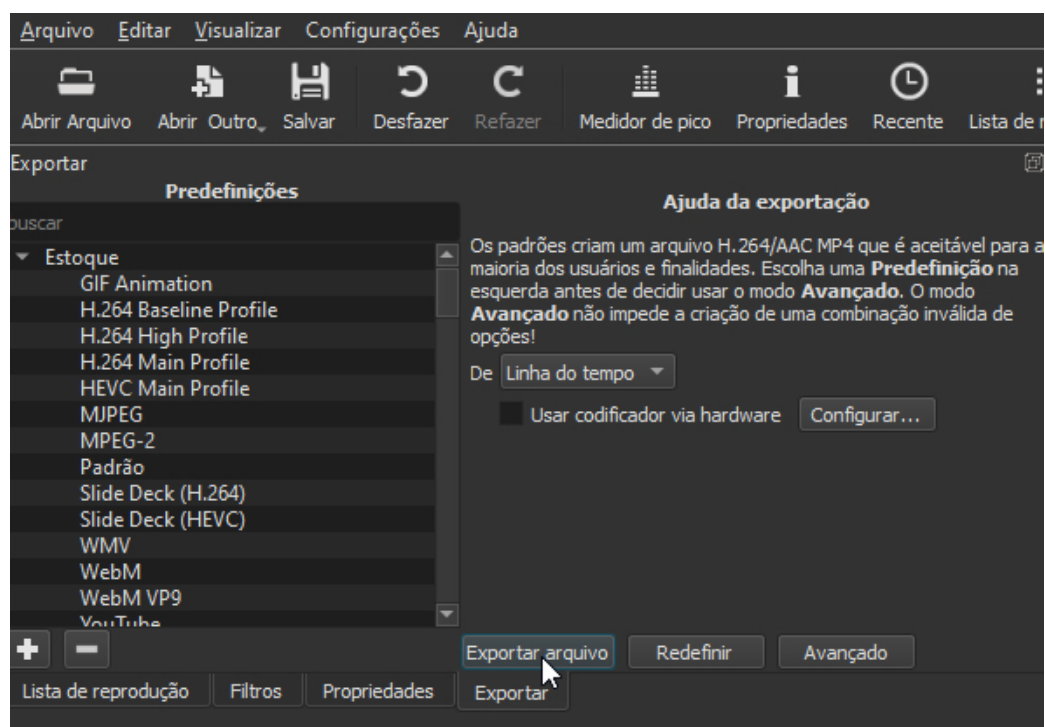 Arquivo Editar Visualizar Configurações Ajuda
Abrir Arquivo Abrir Outro Salvar Desfazer Refazer Medidor de pico Propriedades Recente Lista de
Exportar
Predefinições
buscar
Estoque
GIF Animation
H.264 Baseline Profile
H.264 High Profile
H.264 Main Profile
HEVC Main Profile
MJPEG
MPEG-2
Padrão
Slide Deck (H.264)
Slide Deck (HEVC)
WMV
WebM
WebM VP9
YouTube
Ajuda da exportação
Os padrões criam um arquivo H.264/AAC MP4 que é aceitável para a
maioria dos usuários e finalidades. Escolha uma Predefinição na
esquerda antes de decidir usar o modo Avançado. O modo
Avançado não impede a criação de uma combinação inválida de
opções!
De Linha do tempo
Usar codificador via hardware Configurar...
Exportar arquivo Redefinir Avançado
Lista de reprodução Filtros Propriedades Exportar